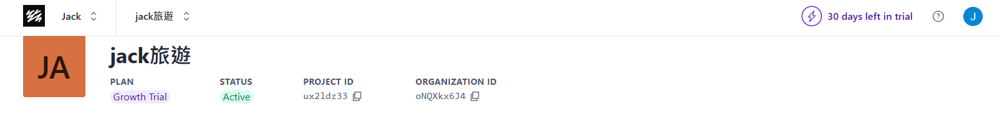 Jack
jack旅遊
30 days left in trial
J
JA
jack旅遊
PLAN
STATUS
PROJECT ID
ORGANIZATION ID
Growth Trial
Active
ux2ldz33
oNQXkx6J4